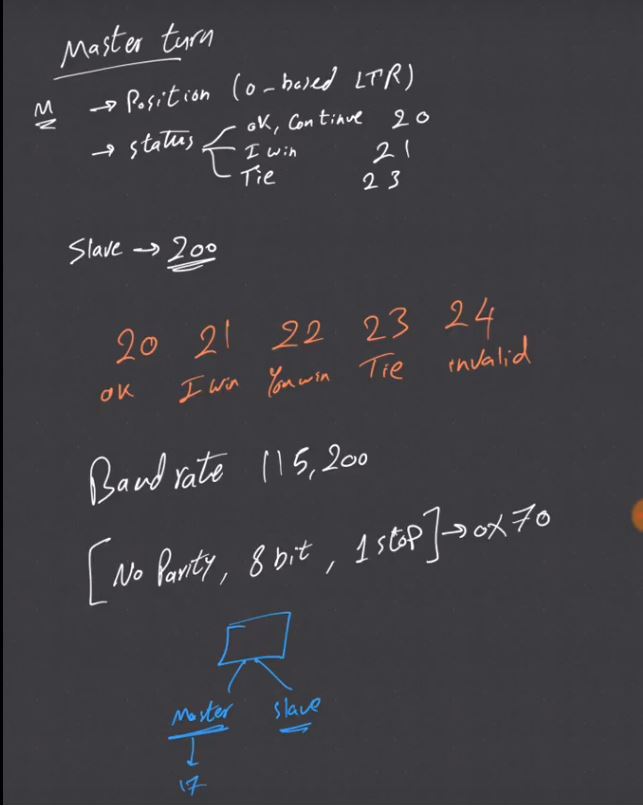 Master turn
M → Position (0-based LTR)
→ status
OK, Continue 20
I win 21
Tie 23
Slave → 200
20 21 22 23 24
OK I win You win Tie invalid
Baud rate 115,200
[No Parity, 8 bit, 1 stop] → 0x70
Master Slave
17